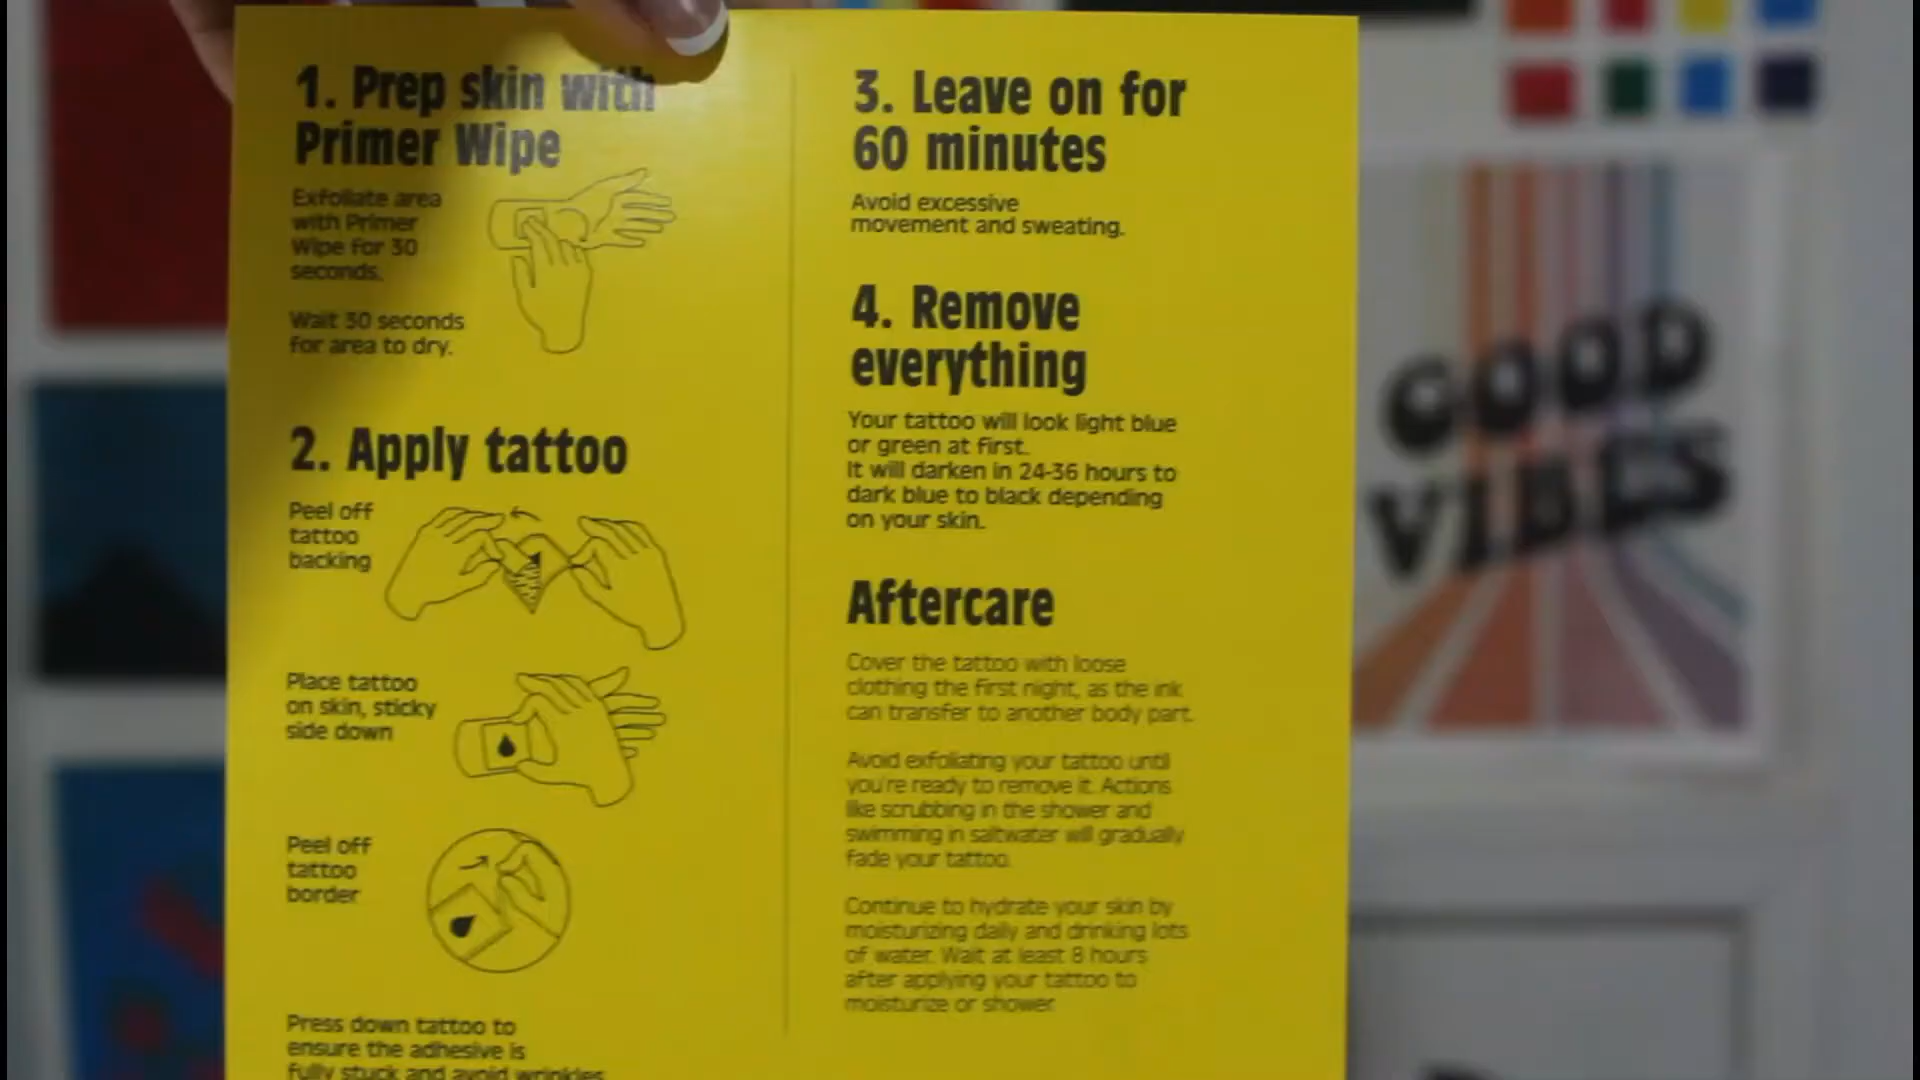 1. Prep skin with
Primer Wipe
Exfoliate area
with Primer
Wipe for 30
seconds.
Wait 30 seconds
for area to dry.
2. Apply tattoo
Peel off
tattoo
backing
Place tattoo
on skin, sticky
side down
Peel off
tattoo
border
Press down tattoo to
ensure the adhesive is
fully stuck and avoid wrinkles
3. Leave on for
60 minutes
Avoid excessive
movement and sweating.
4. Remove
everything
Your tattoo will look light blue
or green at first.
It will darken in 24-36 hours to
dark blue to black depending
on your skin.
Aftercare
Cover the tattoo with loose
clothing the first night, as the ink
can transfer to another body part.
Avoid exfoliating your tattoo until
you're ready to remove it. Actions
like scrubbing in the shower and
swimming in saltwater will gradually
fade your tattoo.
Continue to hydrate your skin by
moisturizing daily and drinking lots
of water. Wait at least 8 hours
after applying your tattoo to
moisturize or shower.
GOOD
VIBES